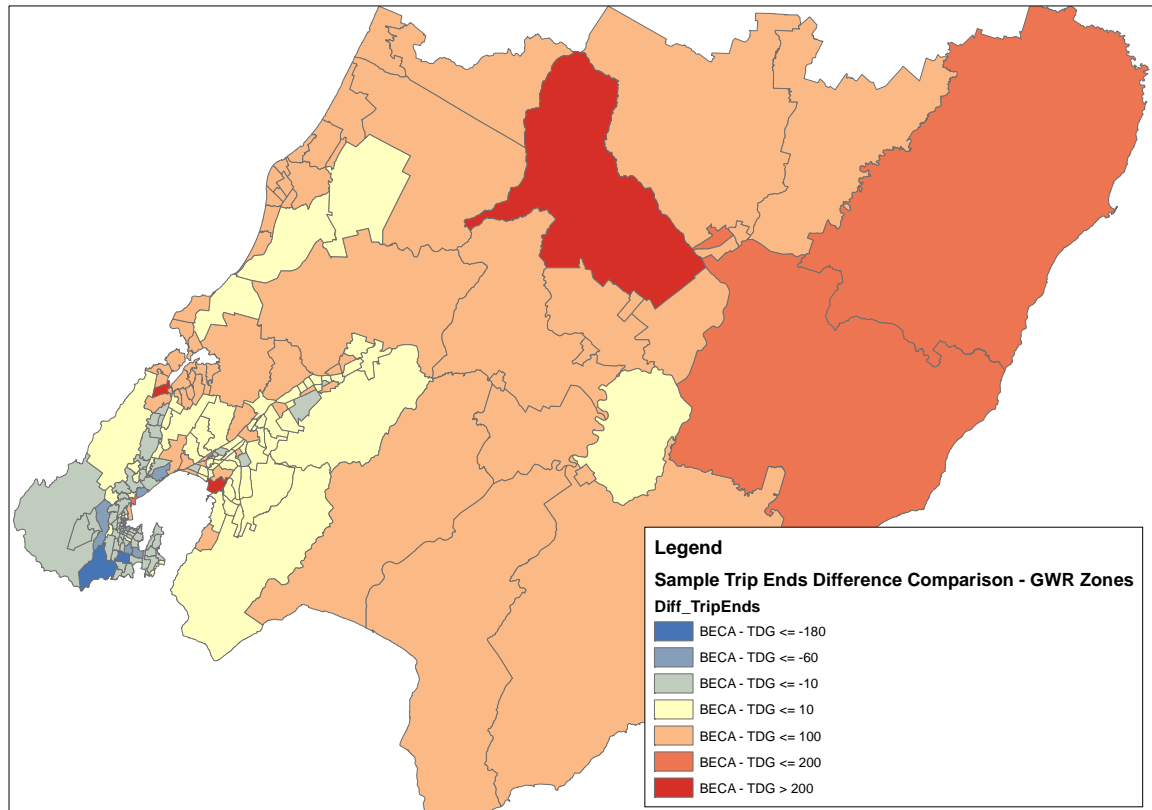 Legend
Sample Trip Ends Difference Comparison - GWR Zones
Diff_TripEnds
BECA - TDG <= -180
BECA - TDG <= -60
BECA - TDG <= -10
BECA - TDG <= 10
BECA - TDG <= 100
BECA - TDG <= 200
BECA - TDG > 200